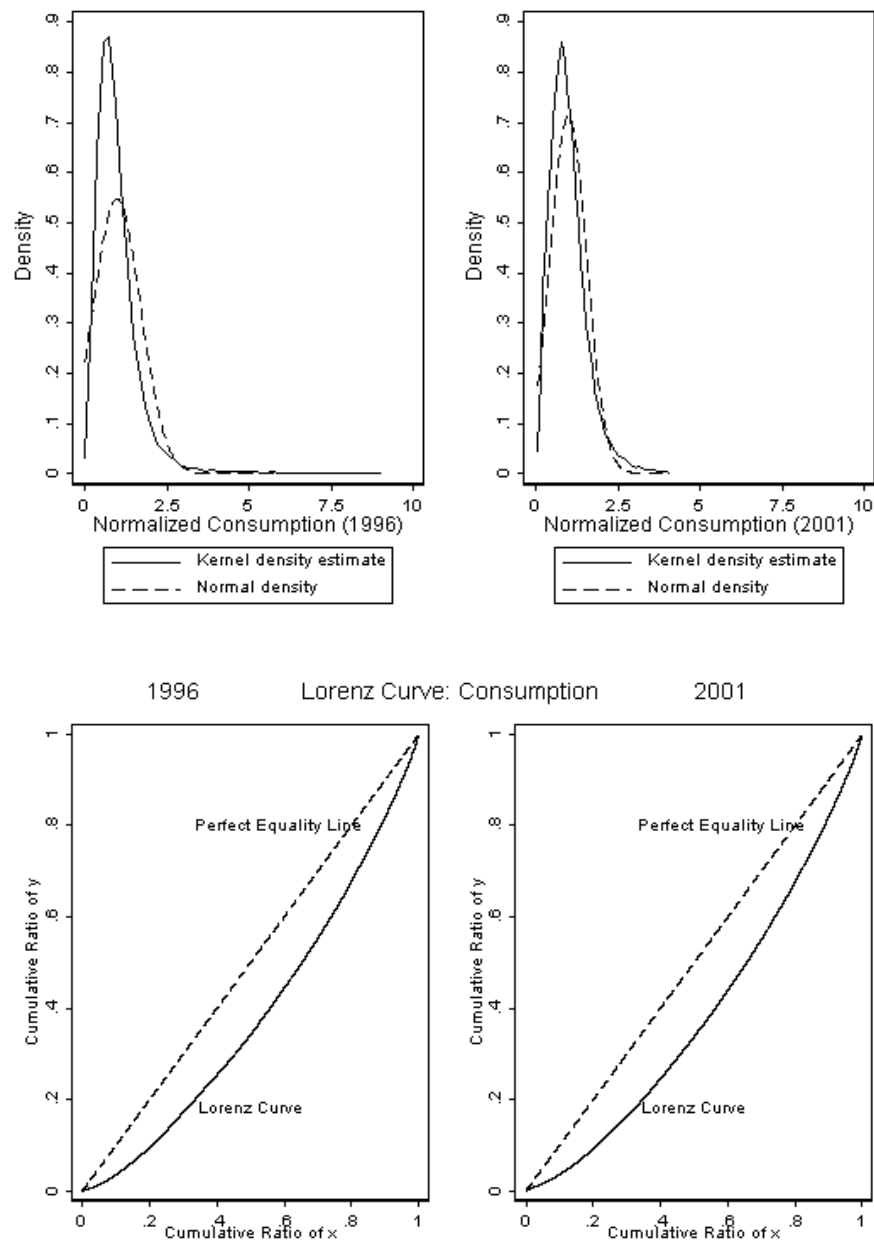 Density
.9
.8
.7
.6
.5
.4
.3
.2
.1
0
0 2.5 5 7.5 10
Normalized Consumption (1996)
Kernel density estimate
Normal density
Density
.9
.8
.7
.6
.5
.4
.3
.2
.1
0
0 2.5 5 7.5 10
Normalized Consumption (2001)
Kernel density estimate
Normal density
1996 Lorenz Curve: Consumption 2001
Cumulative Ratio of y
1
.8
.6
.4
.2
0
Perfect Equality Line
Lorenz Curve
0 .2 .4 .6 .8 1
Cumulative Ratio of x
Cumulative Ratio of y
1
.8
.6
.4
.2
0
Perfect Equality Line
Lorenz Curve
0 .2 .4 .6 .8 1
Cumulative Ratio of x